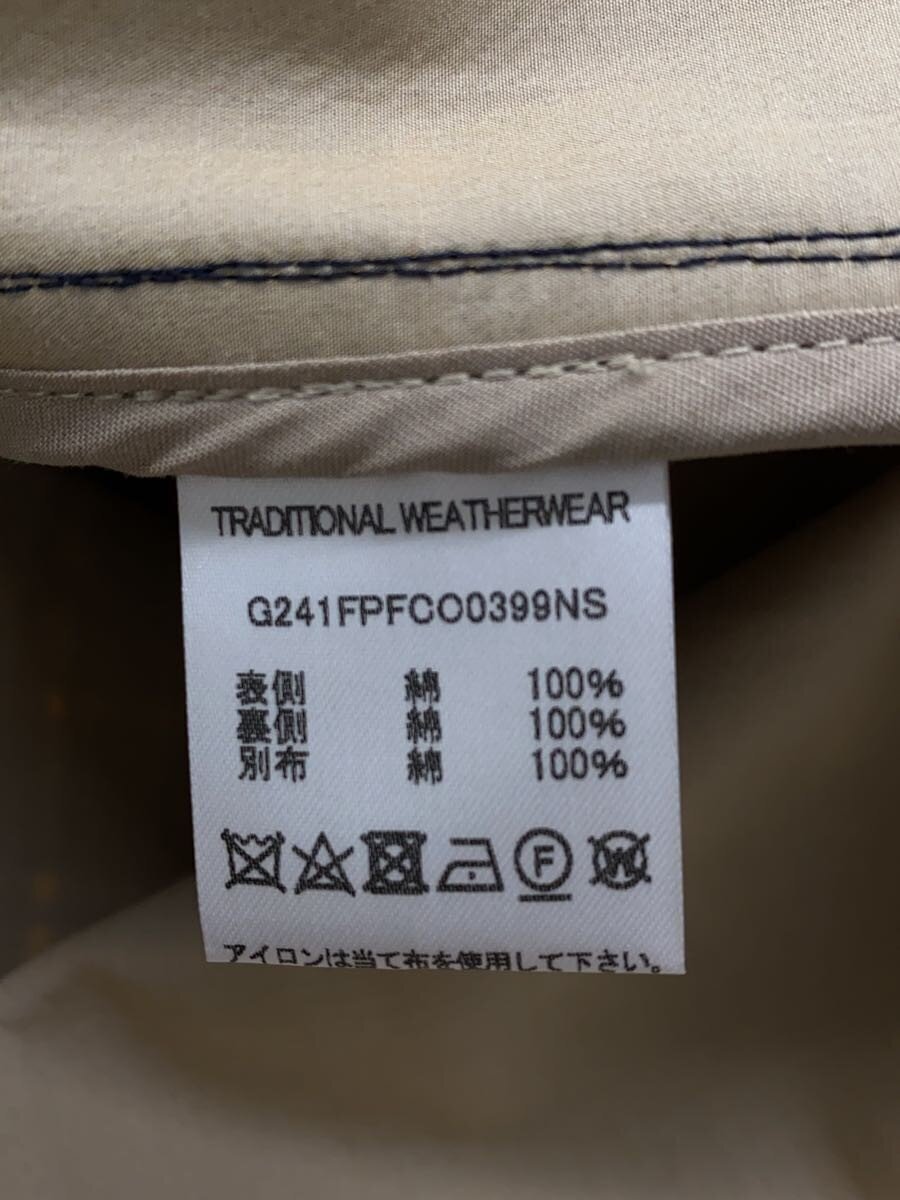 TRADITIONAL WEATHERWEAR
G241FPFCO0399NS
表側 綿 100%
裏側 綿 100%
別布 綿 100%
F W
アイロンは当て布を使用して下さい。